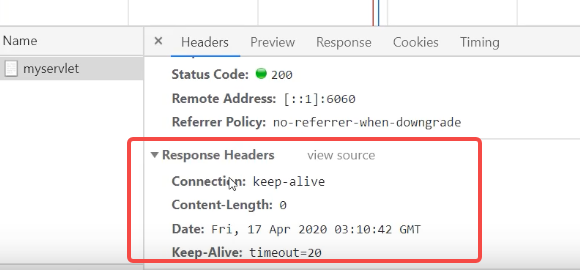 Name
× Headers Preview Response Cookies Timing
myservlet
Status Code: 200
Remote Address: [::1]:6060
Referrer Policy: no-referrer-when-downgrade
Response Headers view source
Connection: keep-alive
Content-Length: 0
Date: Fri, 17 Apr 2020 03:10:42 GMT
Keep-Alive: timeout=20